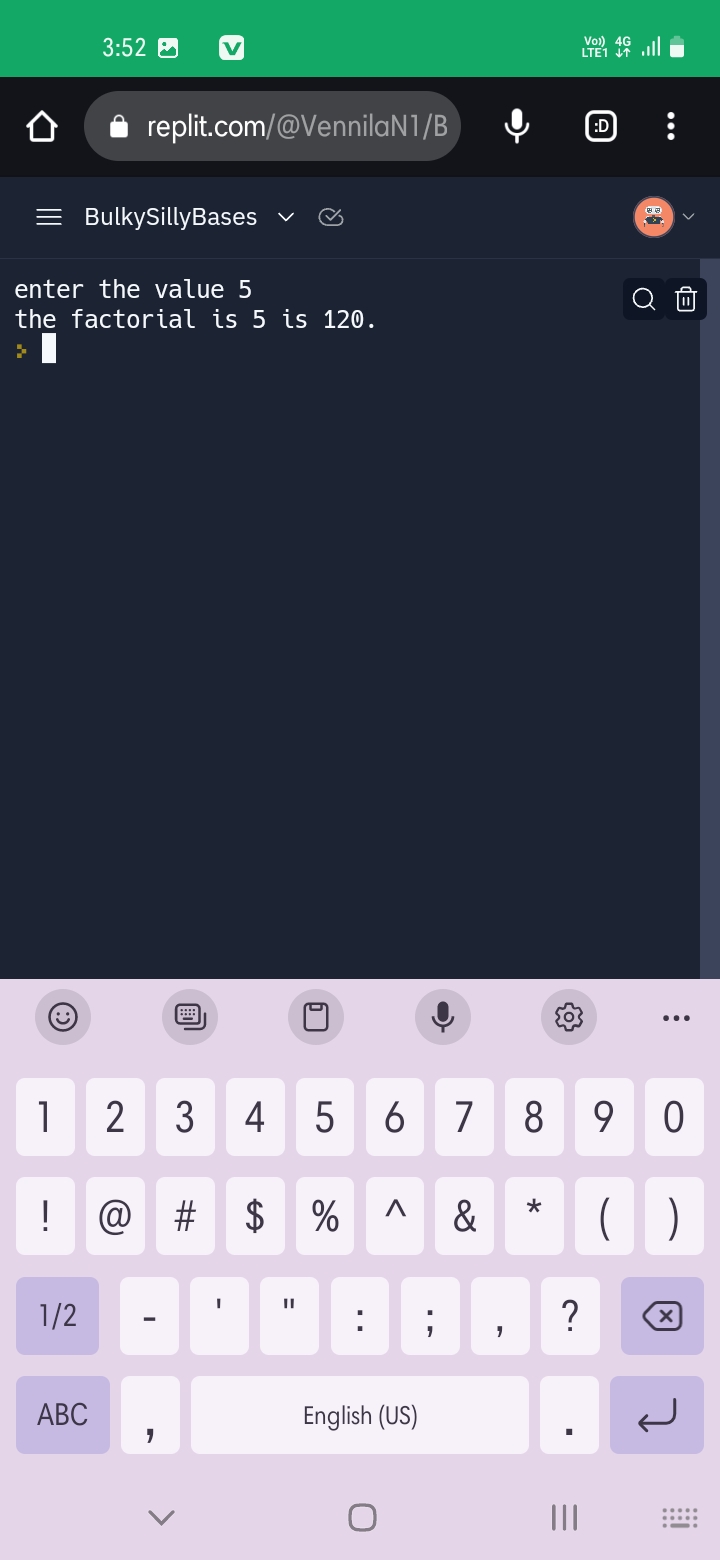 3:52
Vo)) 4G
LTE1
replit.com/@VennilaN1/B
:D
BulkySillyBases
enter the value 5
the factorial is 5 is 120.
1 2 3 4 5 6 7 8 9 0
! @ # $ % ^ & * ( )
1/2 - ' " : ; , ?
ABC , English (US) .